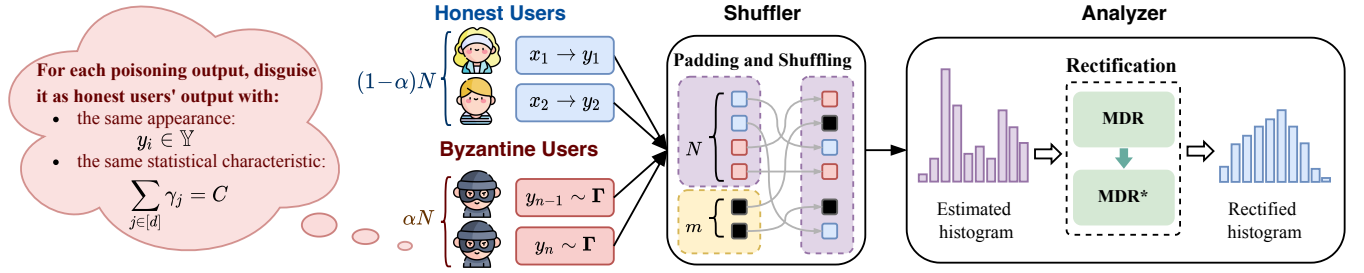 For each poisoning output, disguise
it as honest users' output with:
• the same appearance:
y_i ∈ 𝕐
• the same statistical characteristic:
∑_{j∈[d]} γ_j = C
Honest Users
(1−α)N
x_1 → y_1
x_2 → y_2
Byzantine Users
αN
y_{n−1} ∼ Γ
y_n ∼ Γ
Shuffler
Padding and Shuffling
N
m
Analyzer
Estimated
histogram
Rectification
MDR
MDR*
Rectified
histogram